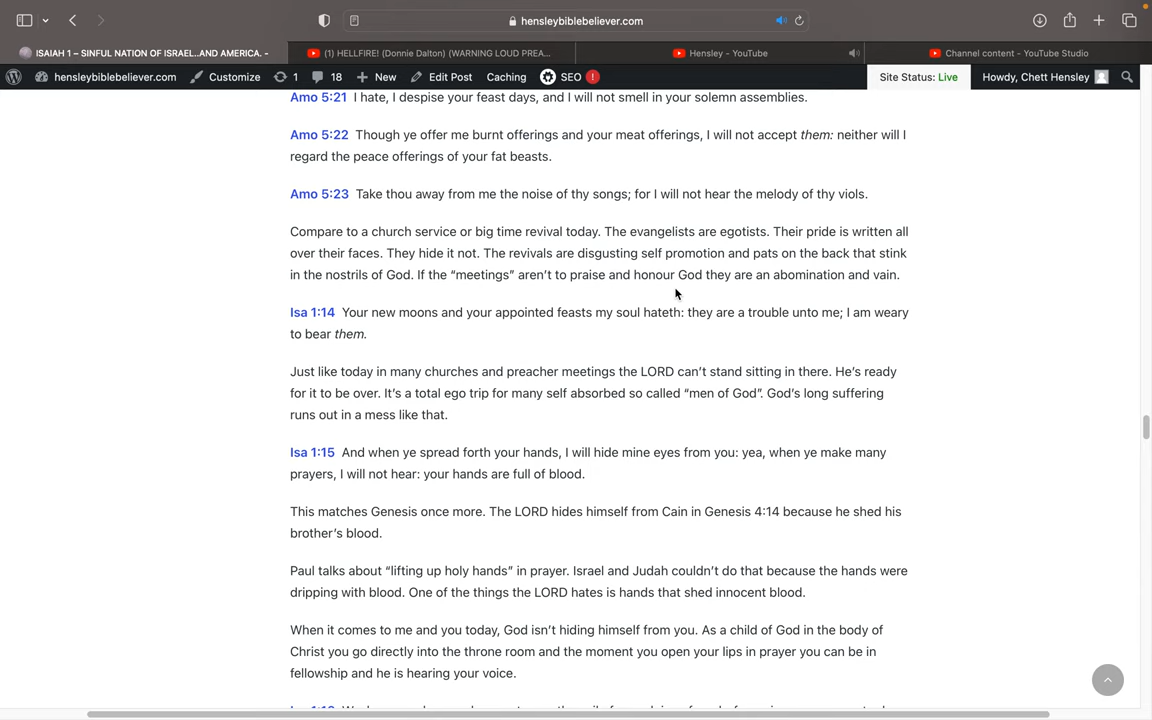 hensleybiblebeliever.com
ISAIAH 1 – SINFUL NATION OF ISRAEL..AND AMERICA. -
(1) HELLFIRE! (Donnie Dalton) (WARNING LOUD PREA...
Hensley - YouTube
Channel content - YouTube Studio
hensleybiblebeliever.com Customize 1 18 New Edit Post Caching SEO ! Site Status: Live Howdy, Chett Hensley
Amo 5:21 I hate, I despise your feast days, and I will not smell in your solemn assemblies.
Amo 5:22 Though ye offer me burnt offerings and your meat offerings, I will not accept them: neither will I
regard the peace offerings of your fat beasts.
Amo 5:23 Take thou away from me the noise of thy songs; for I will not hear the melody of thy viols.
Compare to a church service or big time revival today. The evangelists are egotists. Their pride is written all
over their faces. They hide it not. The revivals are disgusting self promotion and pats on the back that stink
in the nostrils of God. If the “meetings” aren’t to praise and honour God they are an abomination and vain.
Isa 1:14 Your new moons and your appointed feasts my soul hateth: they are a trouble unto me; I am weary
to bear them.
Just like today in many churches and preacher meetings the LORD can’t stand sitting in there. He’s ready
for it to be over. It’s a total ego trip for many self absorbed so called “men of God”. God’s long suffering
runs out in a mess like that.
Isa 1:15 And when ye spread forth your hands, I will hide mine eyes from you: yea, when ye make many
prayers, I will not hear: your hands are full of blood.
This matches Genesis once more. The LORD hides himself from Cain in Genesis 4:14 because he shed his
brother’s blood.
Paul talks about “lifting up holy hands” in prayer. Israel and Judah couldn’t do that because the hands were
dripping with blood. One of the things the LORD hates is hands that shed innocent blood.
When it comes to me and you today, God isn’t hiding himself from you. As a child of God in the body of
Christ you go directly into the throne room and the moment you open your lips in prayer you can be in
fellowship and he is hearing your voice.